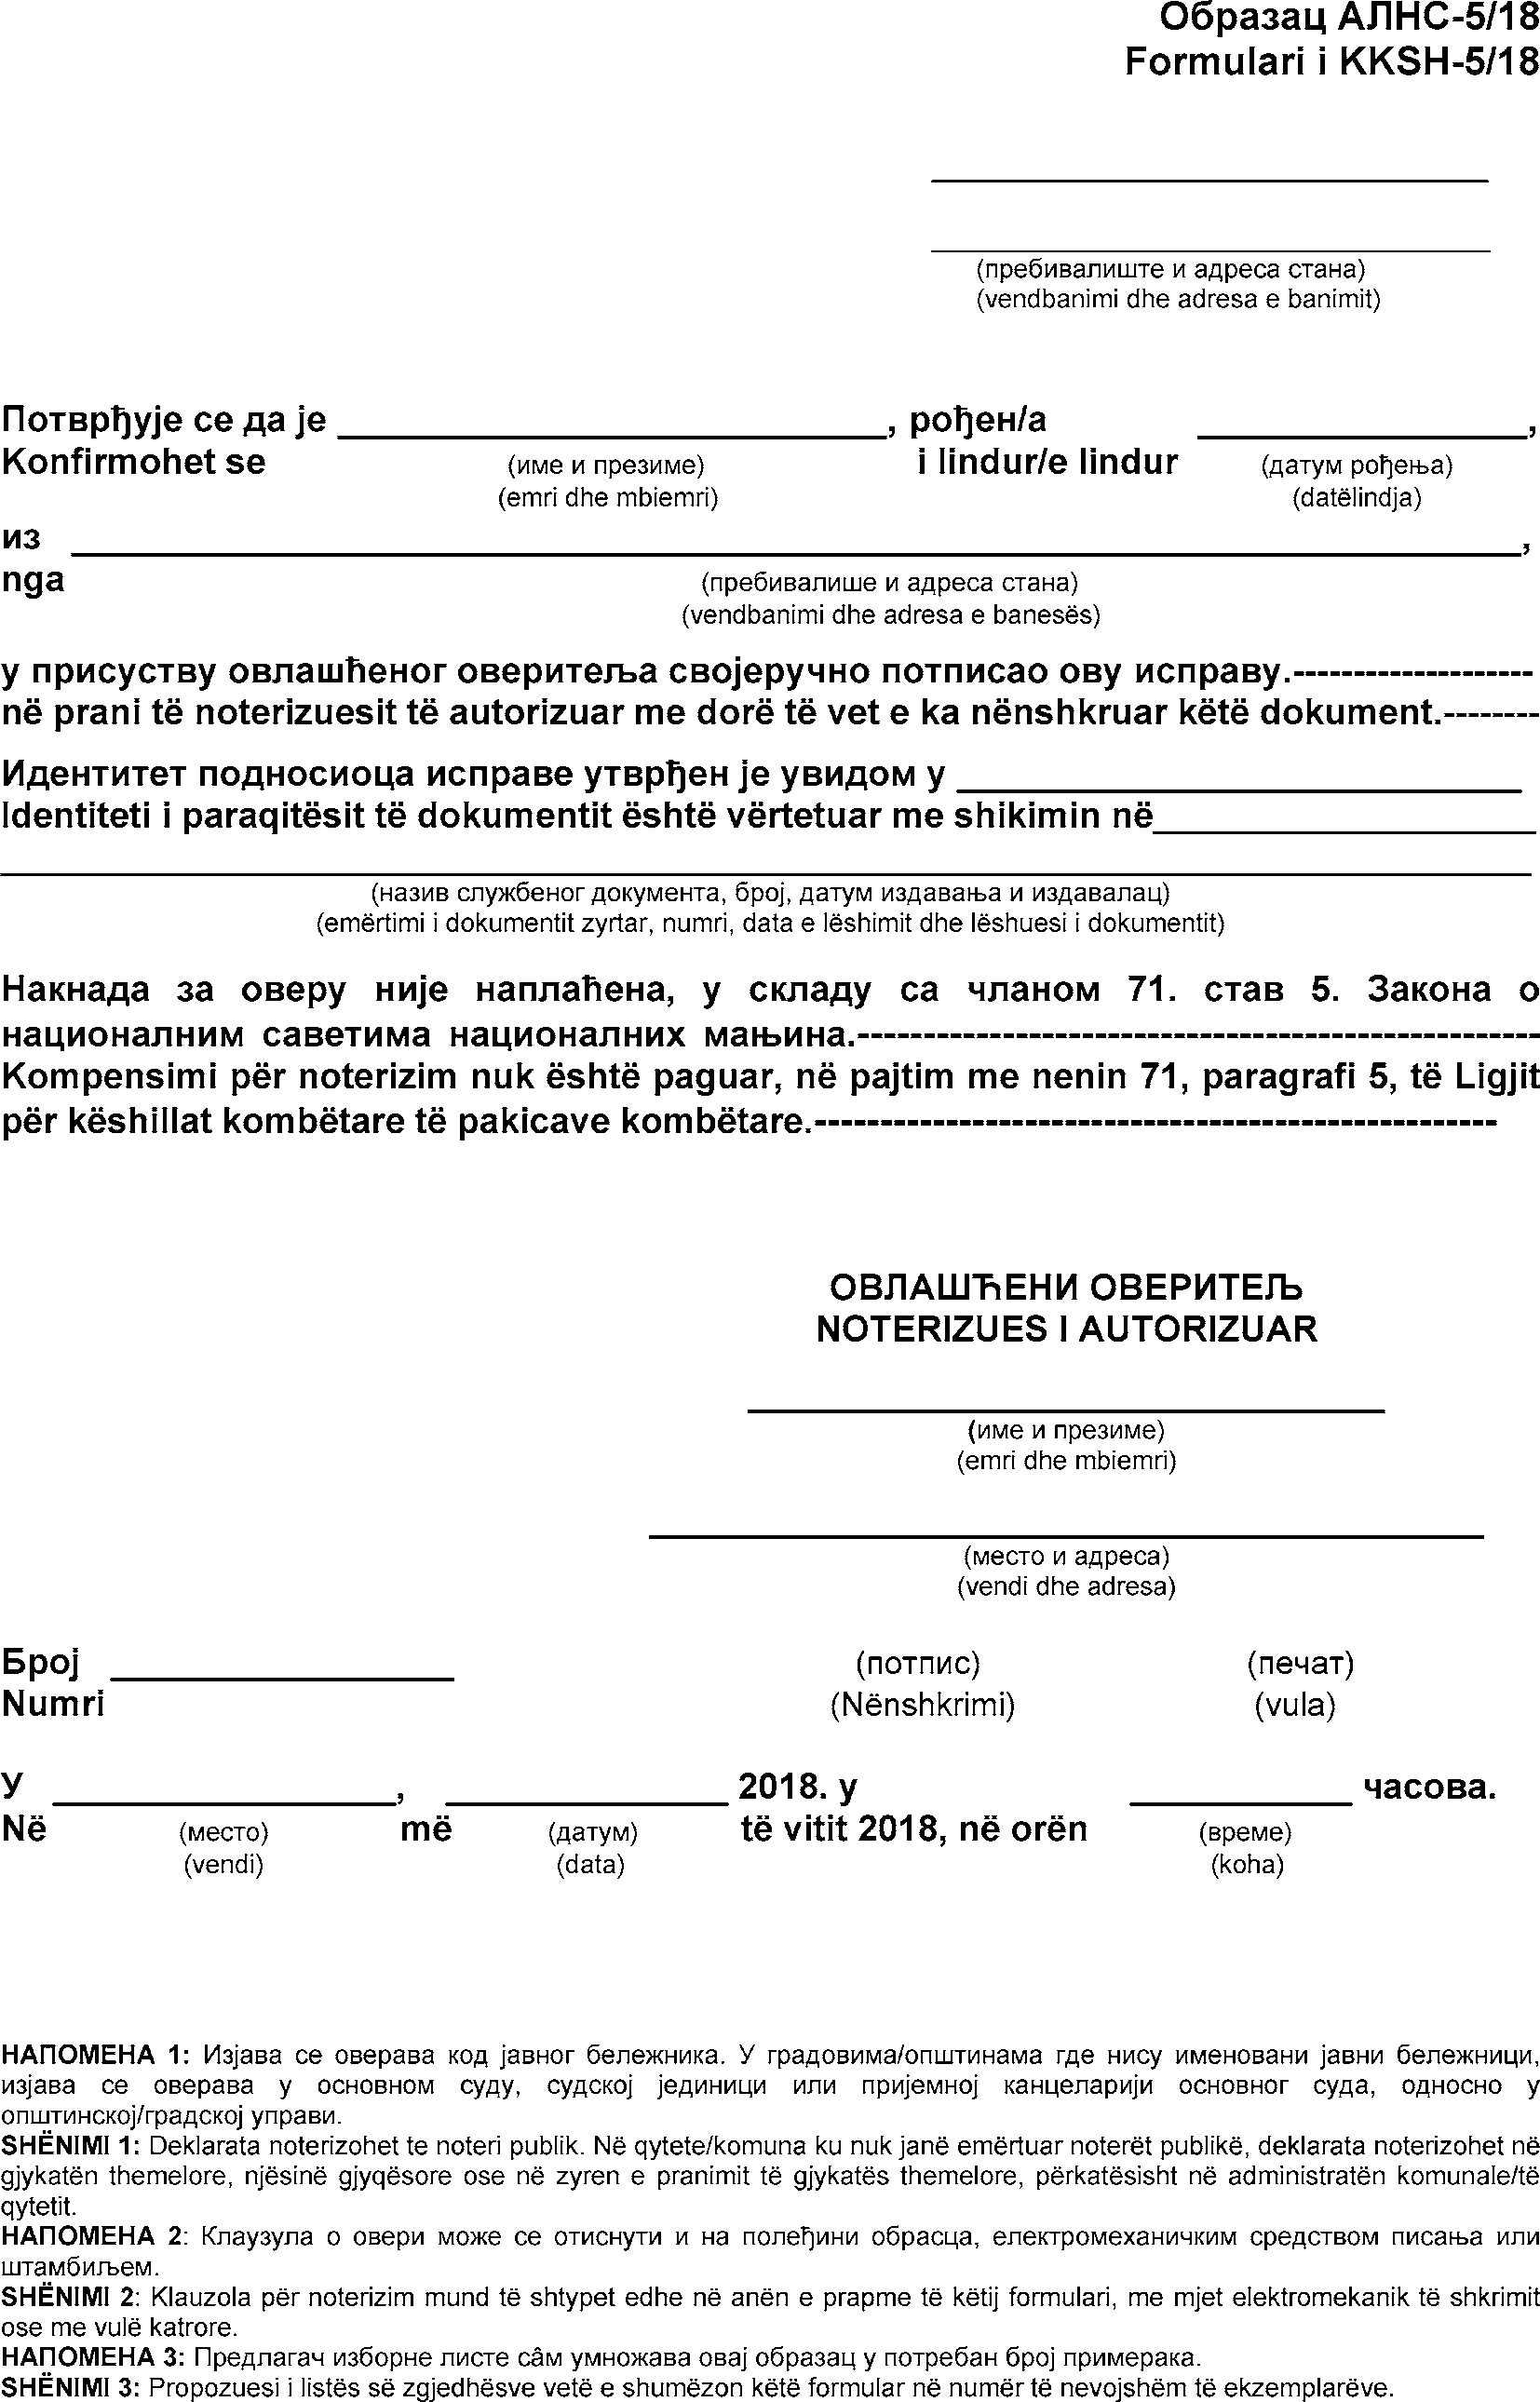 Образац АЛНС-5/18
Formulari i KKSH-5/18
(пребивалиште и адреса стана)
(vendbanimi dhe adresa e banimit)
Потврђује се да је ____________________, рођен/а ____________,
Konfirmohet se (име и презиме) i lindur/e lindur (датум рођења)
(emri dhe mbiemri) (datëlindja)
из ____________________,
nga (пребивалише и адреса стана)
(vendbanimi dhe adresa e banesës)
у присуству овлашћеног оверитеља својеручно потписао ову исправу.-------------------
në prani të noterizuesit të autorizuar me dorë të vet e ka nënshkruar këtë dokument.--------
Идентитет подносиоца исправе утврђен је увидом у ____________________
Identiteti i paraqitësit të dokumentit është vërtetuar me shikimin në____________________
(назив службеног документа, број, датум издавања и издавалац)
(emërtimi i dokumentit zyrtar, numri, data e lëshimit dhe lëshuesi i dokumentit)
Накнада за оверу није наплаћена, у складу са чланом 71. став 5. Закона о
националним саветима националних мањина.----------------------------------------------------
Kompensimi për noterizim nuk është paguar, në pajtim me nenin 71, paragrafi 5, të Ligjit
për këshillat kombëtare të pakicave kombëtare.----------------------------------------------------
ОВЛАШЋЕНИ ОВЕРИТЕЉ
NOTERIZUES I AUTORIZUAR
(име и презиме)
(emri dhe mbiemri)
(место и адреса)
(vendi dhe adresa)
Број ____________ (потпис) (печат)
Numri (Nënshkrimi) (vula)
У ____________, ____________ 2018. у ____________ часова.
Në (место) më (датум) të vitit 2018, në orën (време)
(vendi) (data) (koha)
НАПОМЕНА 1: Изјава се оверава код јавног бележника. У градовима/општинама где нису именовани јавни бележници,
изјава се оверава у основном суду, судској јединици или пријемној канцеларији основног суда, односно у
општинској/градској управи.
SHËNIMI 1: Deklarata noterizohet te noteri publik. Në qytete/komuna ku nuk janë emërtuar noterët publikë, deklarata noterizohet në
gjykatën themelore, njësinë gjyqësore ose në zyren e pranimit të gjykatës themelore, përkatësisht në administratën komunale/të
qytetit.
НАПОМЕНА 2: Клаузула о овери може се отиснути и на полеђини обрасца, електромеханичким средством писања или
штамбиљем.
SHËNIMI 2: Klauzola për noterizim mund të shtypet edhe në anën e prapme të këtij formulari, me mjet elektromekanik të shkrimit
ose me vulë katrore.
НАПОМЕНА 3: Предлагач изборне листе сâм умножава овај образац у потребан број примерака.
SHËNIMI 3: Propozuesi i listës së zgjedhësve vetë e shumëzon këtë formular në numër të nevojshëm të ekzemplarëve.